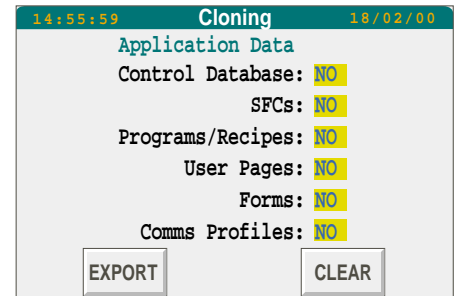 14:55:59 Cloning 18/02/00
Application Data
Control Database: NO
SFCs: NO
Programs/Recipes: NO
User Pages: NO
Forms: NO
Comms Profiles: NO
EXPORT CLEAR